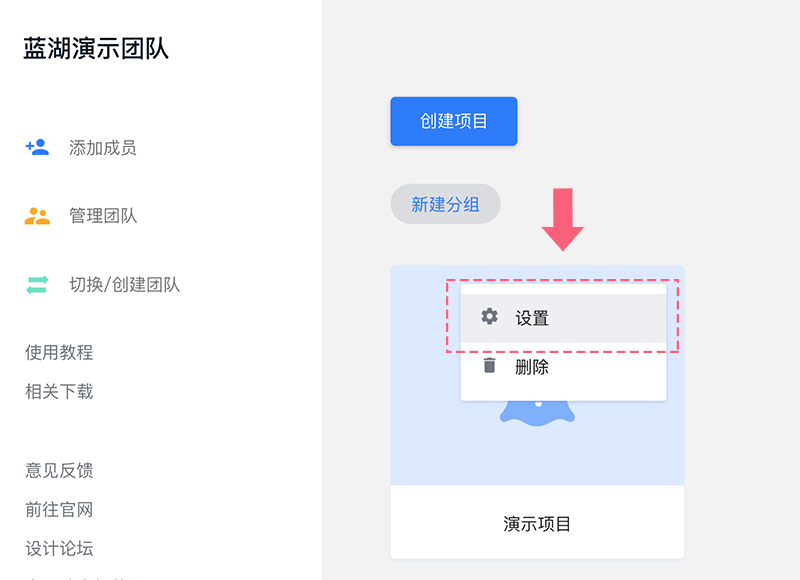 蓝湖演示团队
添加成员
管理团队
切换/创建团队
使用教程
相关下载
意见反馈
前往官网
设计论坛
创建项目
新建分组
设置
删除
演示项目